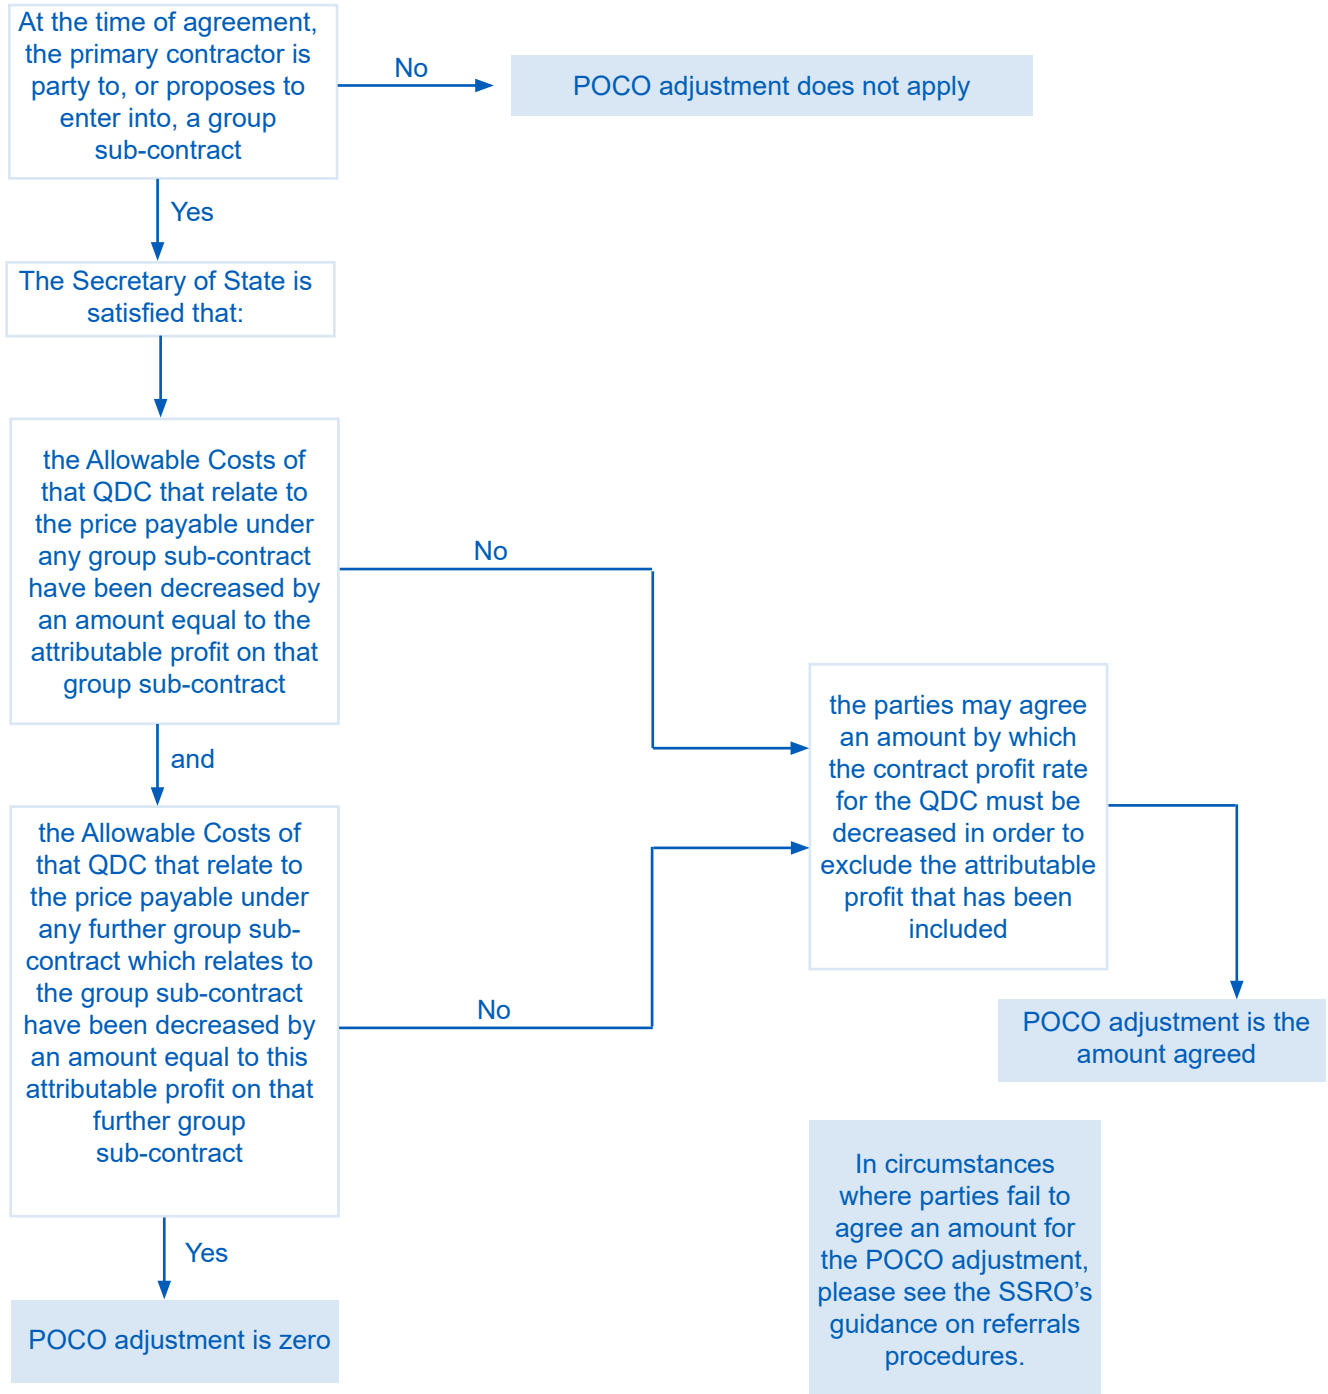 At the time of agreement,
the primary contractor is
party to, or proposes to
enter into, a group
sub-contract
No
POCO adjustment does not apply
Yes
The Secretary of State is
satisfied that:
the Allowable Costs of
that QDC that relate to
the price payable under
any group sub-contract
have been decreased by
an amount equal to the
attributable profit on that
group sub-contract
No
and
the Allowable Costs of
that QDC that relate to
the price payable under
any further group sub-
contract which relates to
the group sub-contract
have been decreased by
an amount equal to this
attributable profit on that
further group
sub-contract
No
the parties may agree
an amount by which
the contract profit rate
for the QDC must be
decreased in order to
exclude the attributable
profit that has been
included
POCO adjustment is the
amount agreed
Yes
POCO adjustment is zero
In circumstances
where parties fail to
agree an amount for
the POCO adjustment,
please see the SSRO's
guidance on referrals
procedures.